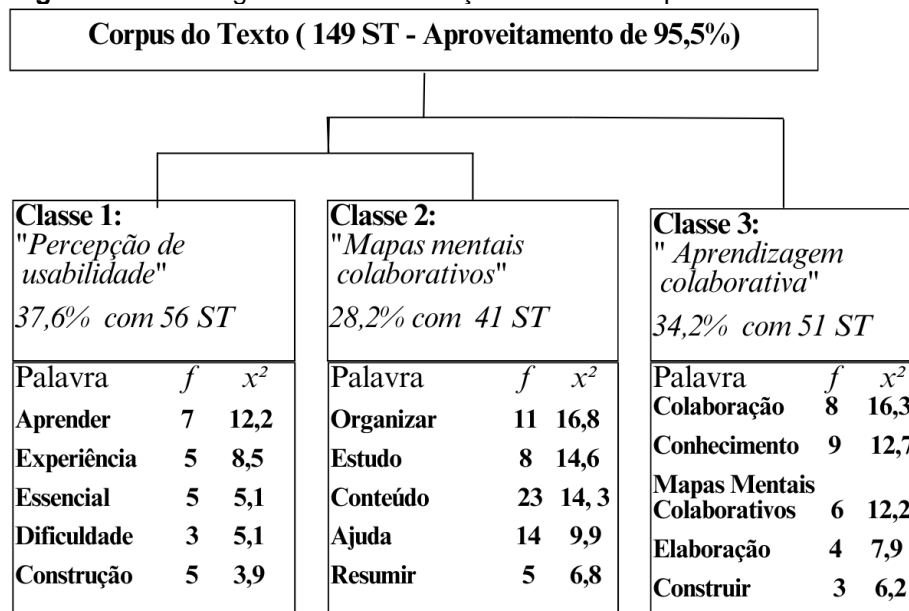 Corpus do Texto ( 149 ST - Aproveitamento de 95,5%)
Classe 1:
"Percepção de
usabilidade"
37,6% com 56 ST
Palavra f x²
Aprender 7 12,2
Experiência 5 8,5
Essencial 5 5,1
Dificuldade 3 5,1
Construção 5 3,9
Classe 2:
"Mapas mentais
colaborativos"
28,2% com 41 ST
Palavra f x²
Organizar 11 16,8
Estudo 8 14,6
Conteúdo 23 14, 3
Ajuda 14 9,9
Resumir 5 6,8
Classe 3:
" Aprendizagem
colaborativa"
34,2% com 51 ST
Palavra f x²
Colaboração 8 16,3
Conhecimento 9 12,7
Mapas Mentais
Colaborativos 6 12,2
Elaboração 4 7,9
Construir 3 6,2